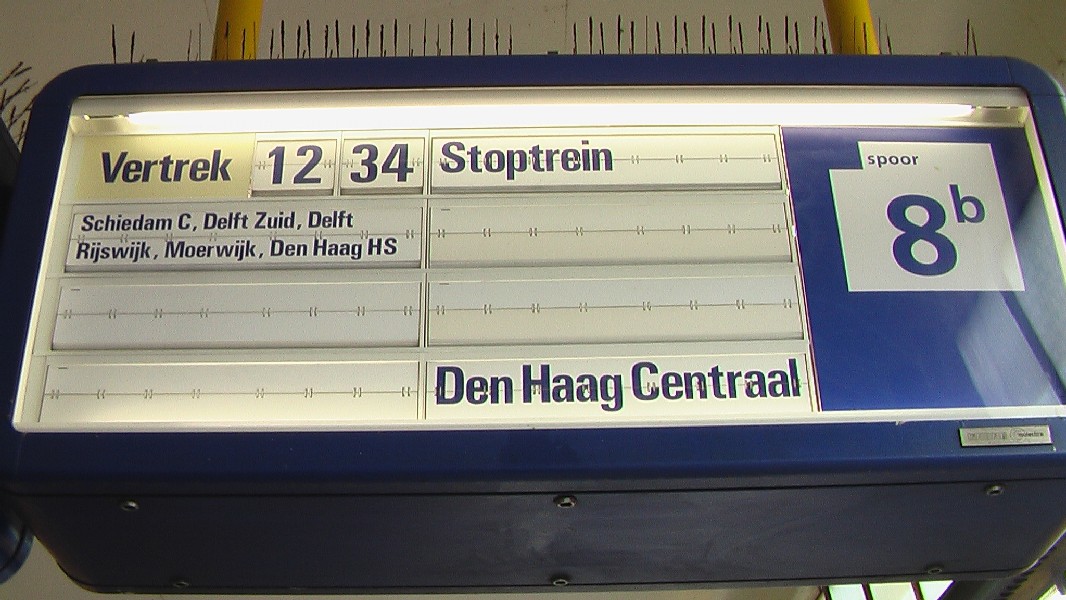 Vertrek 12 34 Stoptrein
spoor
8b
Schiedam C, Delft Zuid, Delft
Rijswijk, Moerwijk, Den Haag HS
Den Haag Centraal